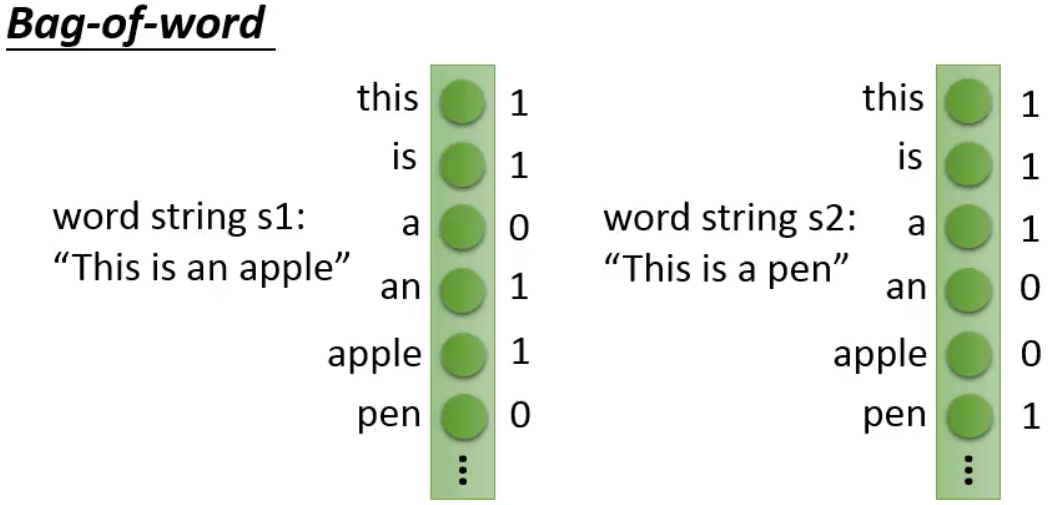 Bag-of-word
word string s1:
“This is an apple”
this 1
is 1
a 0
an 1
apple 1
pen 0
⋮
word string s2:
“This is a pen”
this 1
is 1
a 1
an 0
apple 0
pen 1
⋮